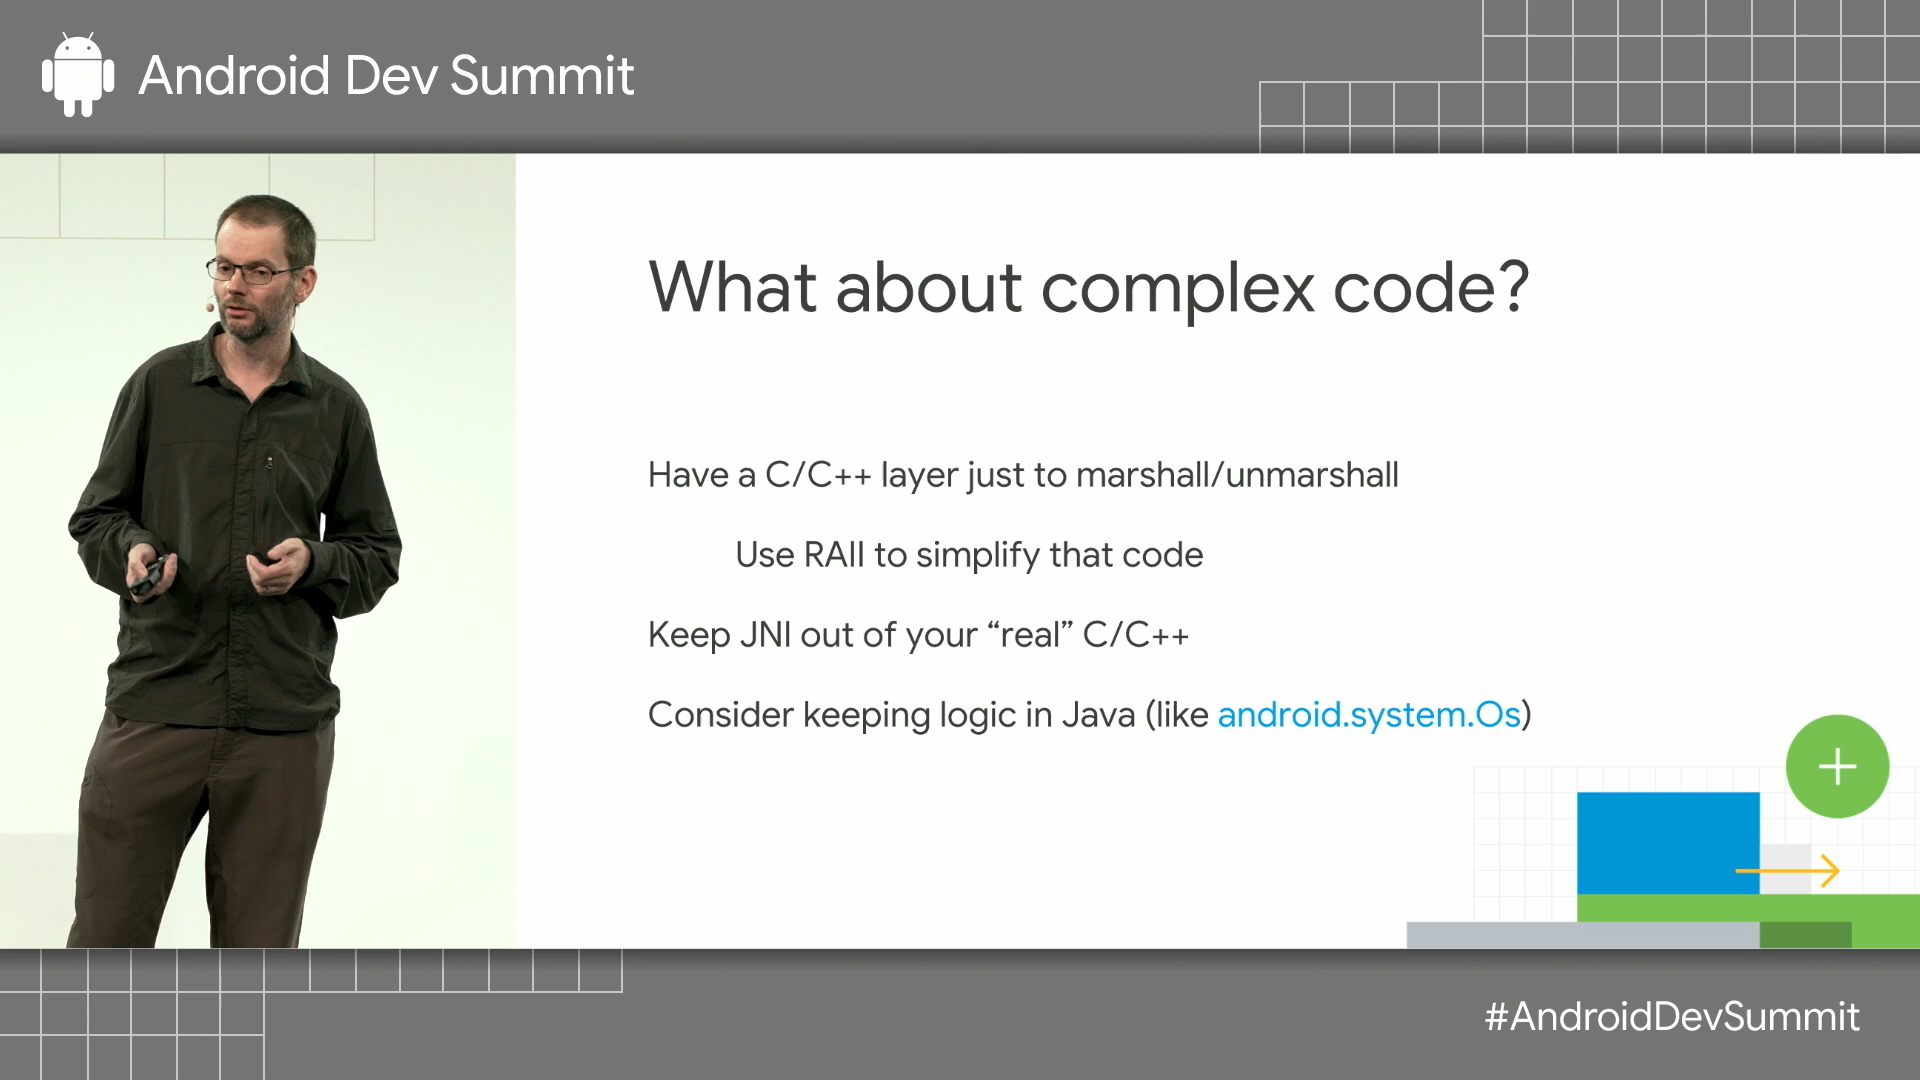 Android Dev Summit
What about complex code?
Have a C/C++ layer just to marshall/unmarshall
Use RAII to simplify that code
Keep JNI out of your “real” C/C++
Consider keeping logic in Java (like android.system.Os)
#AndroidDevSummit